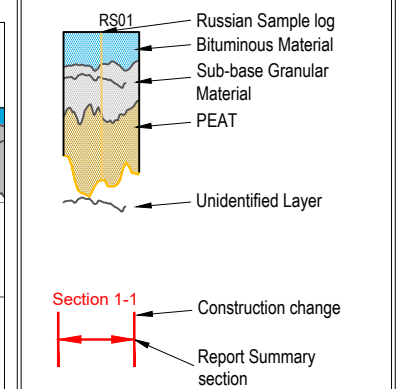 RS01
Russian Sample log
Bituminous Material
Sub-base Granular
Material
PEAT
Unidentified Layer
Section 1-1
Construction change
Report Summary
section